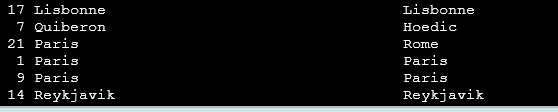 17 Lisbonne Lisbonne
7 Quiberon Hoedic
21 Paris Rome
1 Paris Paris
9 Paris Paris
14 Reykjavik Reykjavik